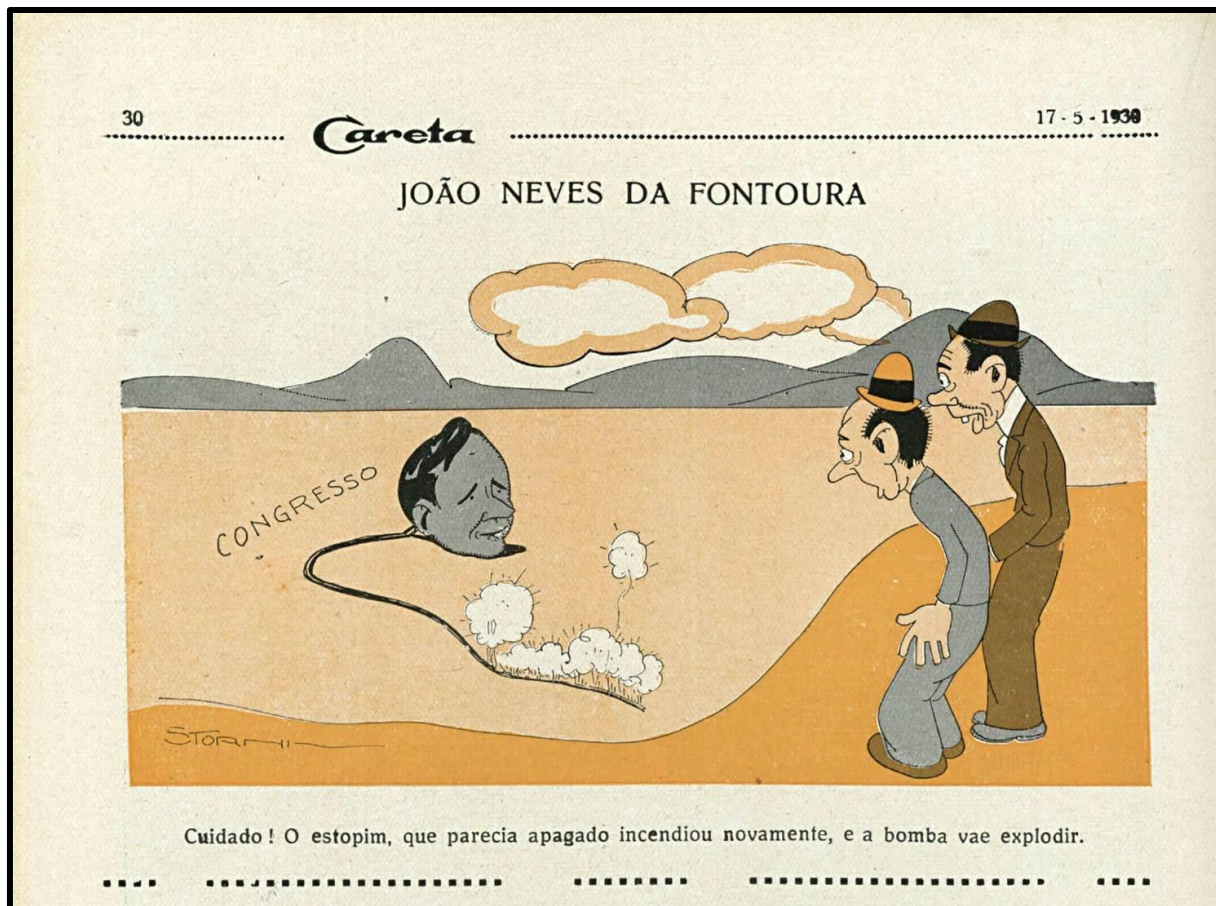 30
Careta
17 - 5 - 1930
JOÃO NEVES DA FONTOURA
CONGRESSO
STORNI
Cuidado ! O estopim, que parecia apagado incendiou novamente, e a bomba vae explodir.